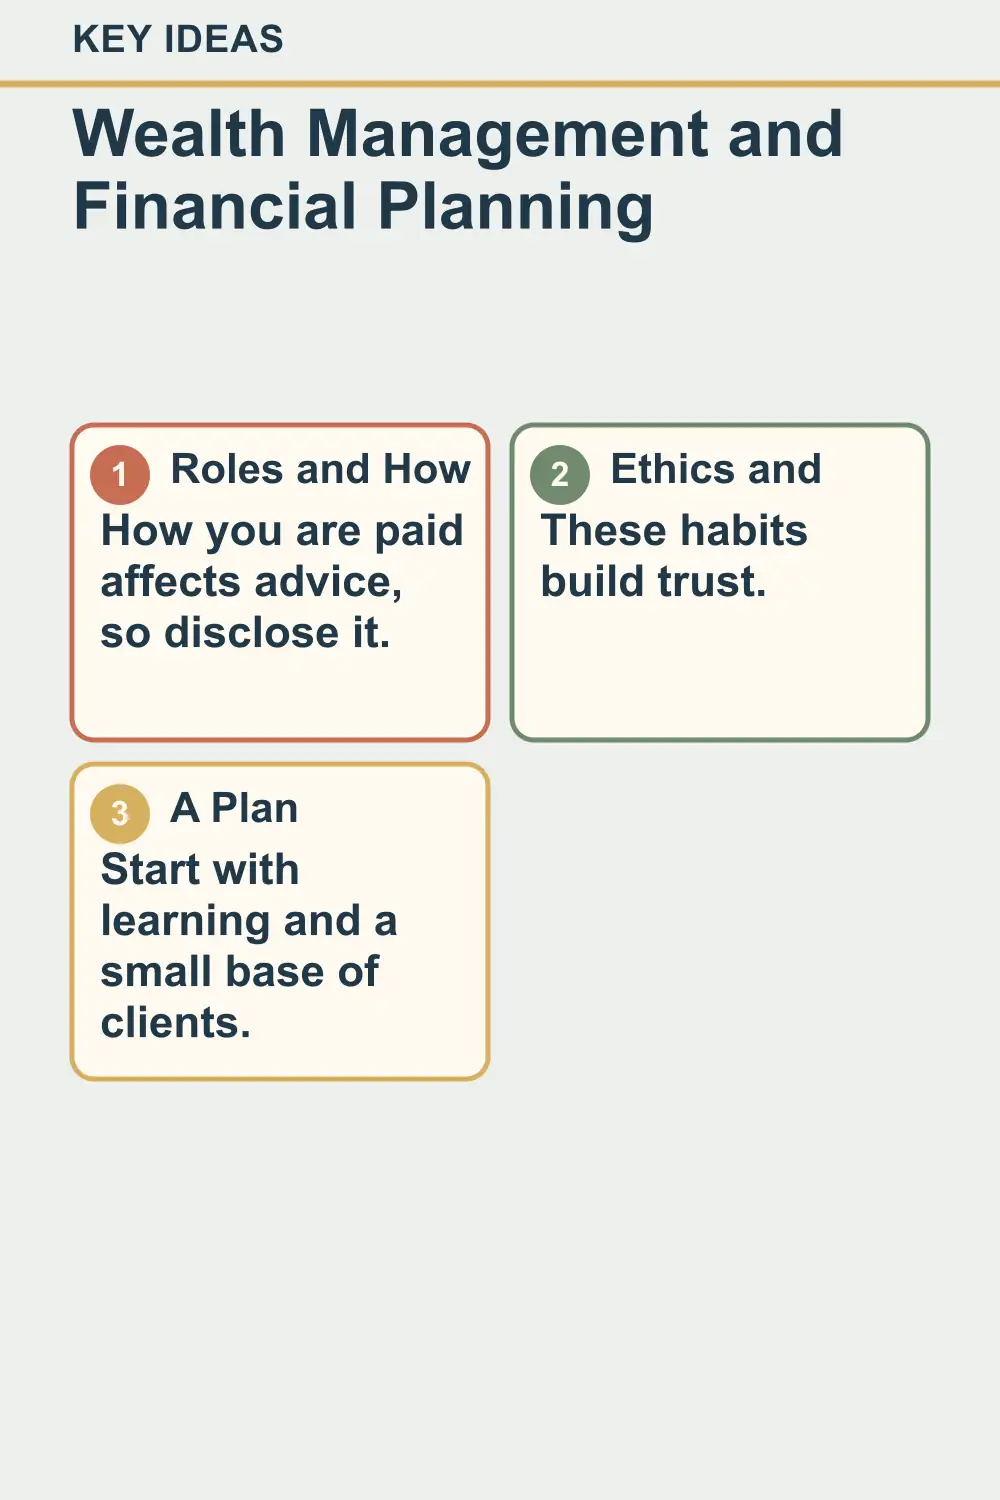 KEY IDEAS
Wealth Management and
Financial Planning
1 Roles and How
How you are paid
affects advice,
so disclose it.
2 Ethics and
These habits
build trust.
3 A Plan
Start with
learning and a
small base of
clients.